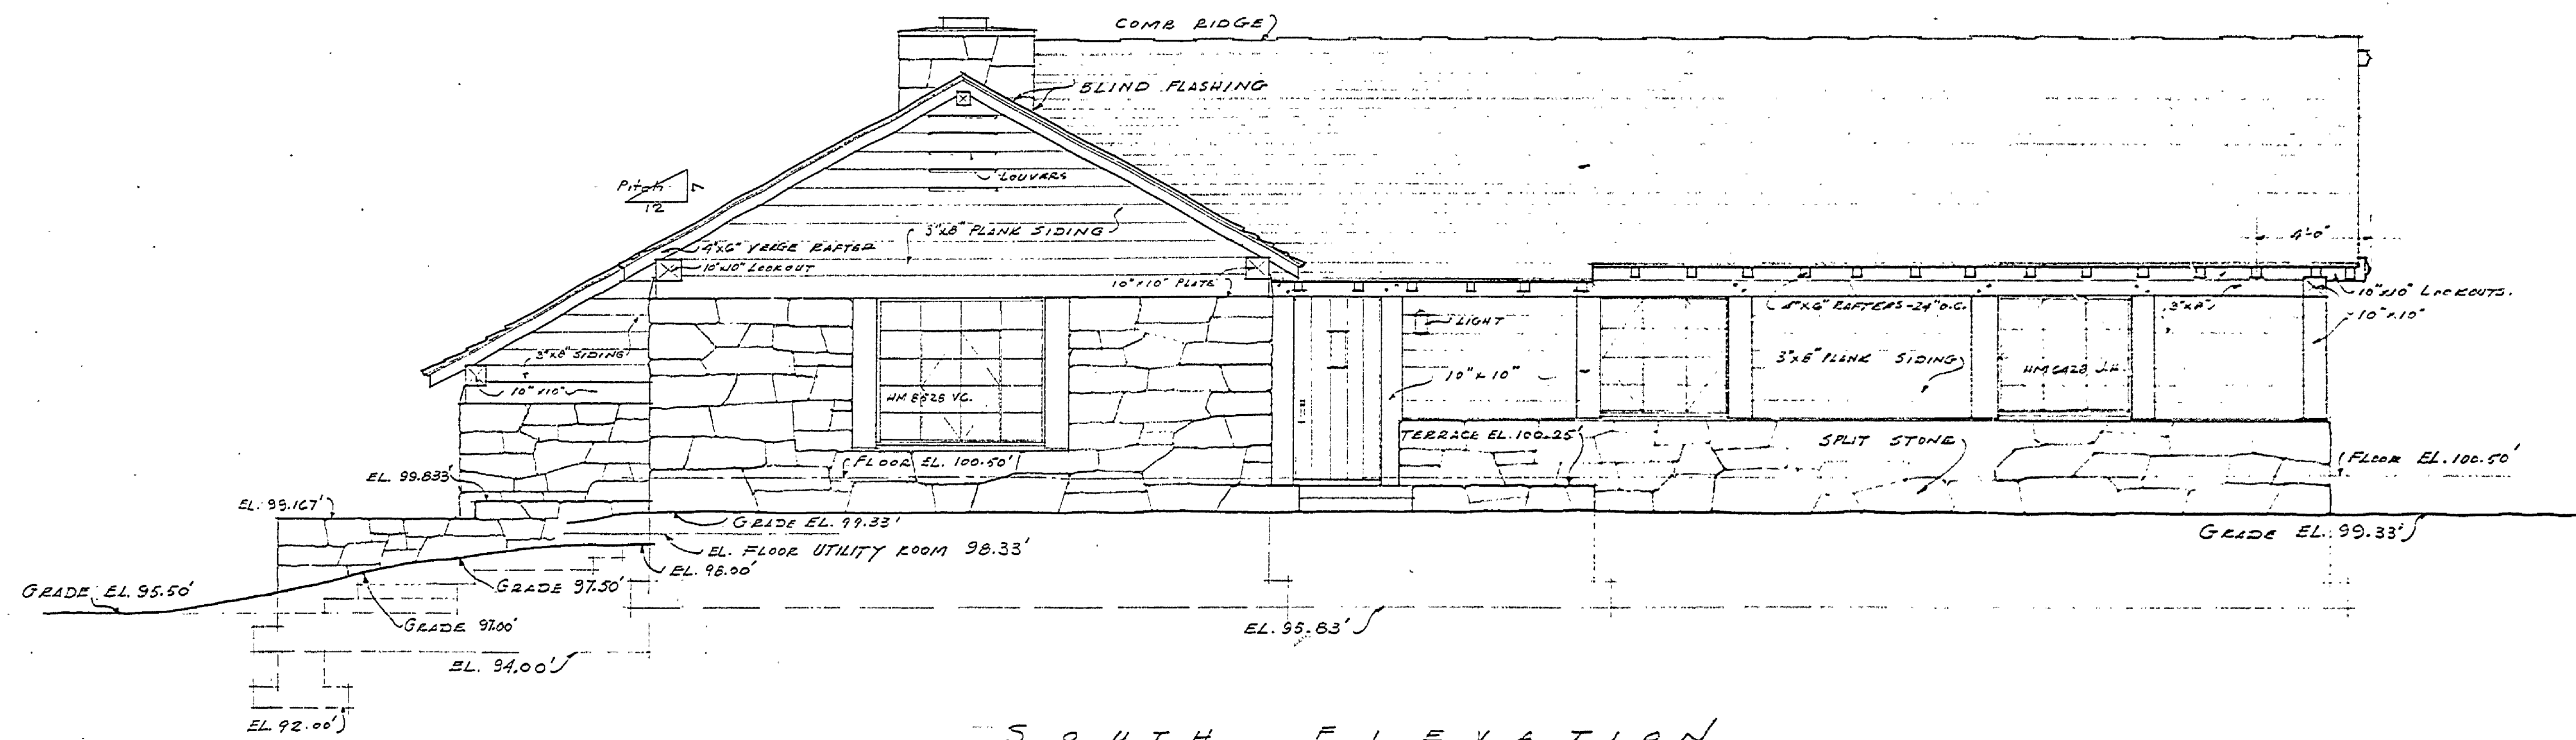 COMB RIDGE
BLIND FLASHING
LOUVERS
Pitch 7
12
3"x8" PLANK SIDING
4"x6" VERGE RAFTER
10"x10" LOOKOUT
10"x10" PLATE
4'-0"
10"x10" LOOKOUTS.
4"x6" RAFTERS-24"O.C.
3"x8"
10"x10"
LIGHT
3"x8" SIDING
3"x8" PLANK SIDING
10"x10"
10"x10"
HM 6428 J.H.
HM 8628 VC.
TERRACE EL. 100.25'
SPLIT STONE
FLOOR EL. 100.50'
FLOOR EL. 100.50'
EL. 99.833'
EL. 99.167'
GRADE EL. 99.33'
GRADE EL. 99.33'
EL. FLOOR UTILITY ROOM 98.33'
EL. 98.00'
GRADE EL. 95.50'
GRADE 97.50'
GRADE 97.00'
EL. 95.83'
EL. 94.00'
EL. 92.00'
SOUTH ELEVATION